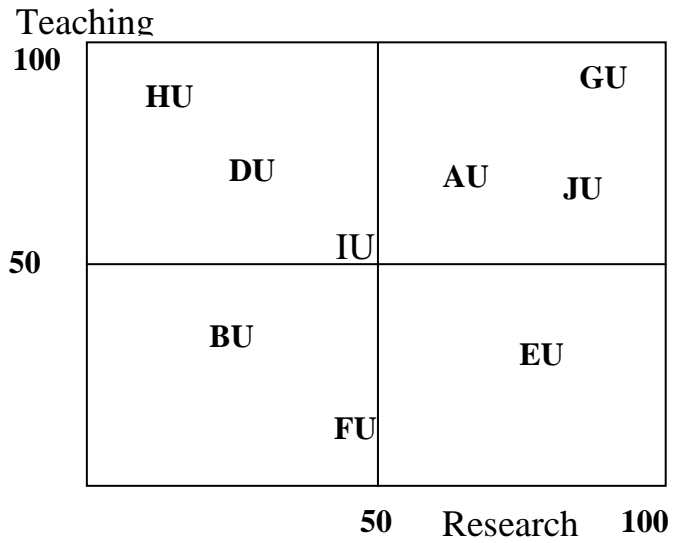 Teaching
100
GU
HU
DU
AU
JU
IU
50
BU
EU
FU
50 Research 100